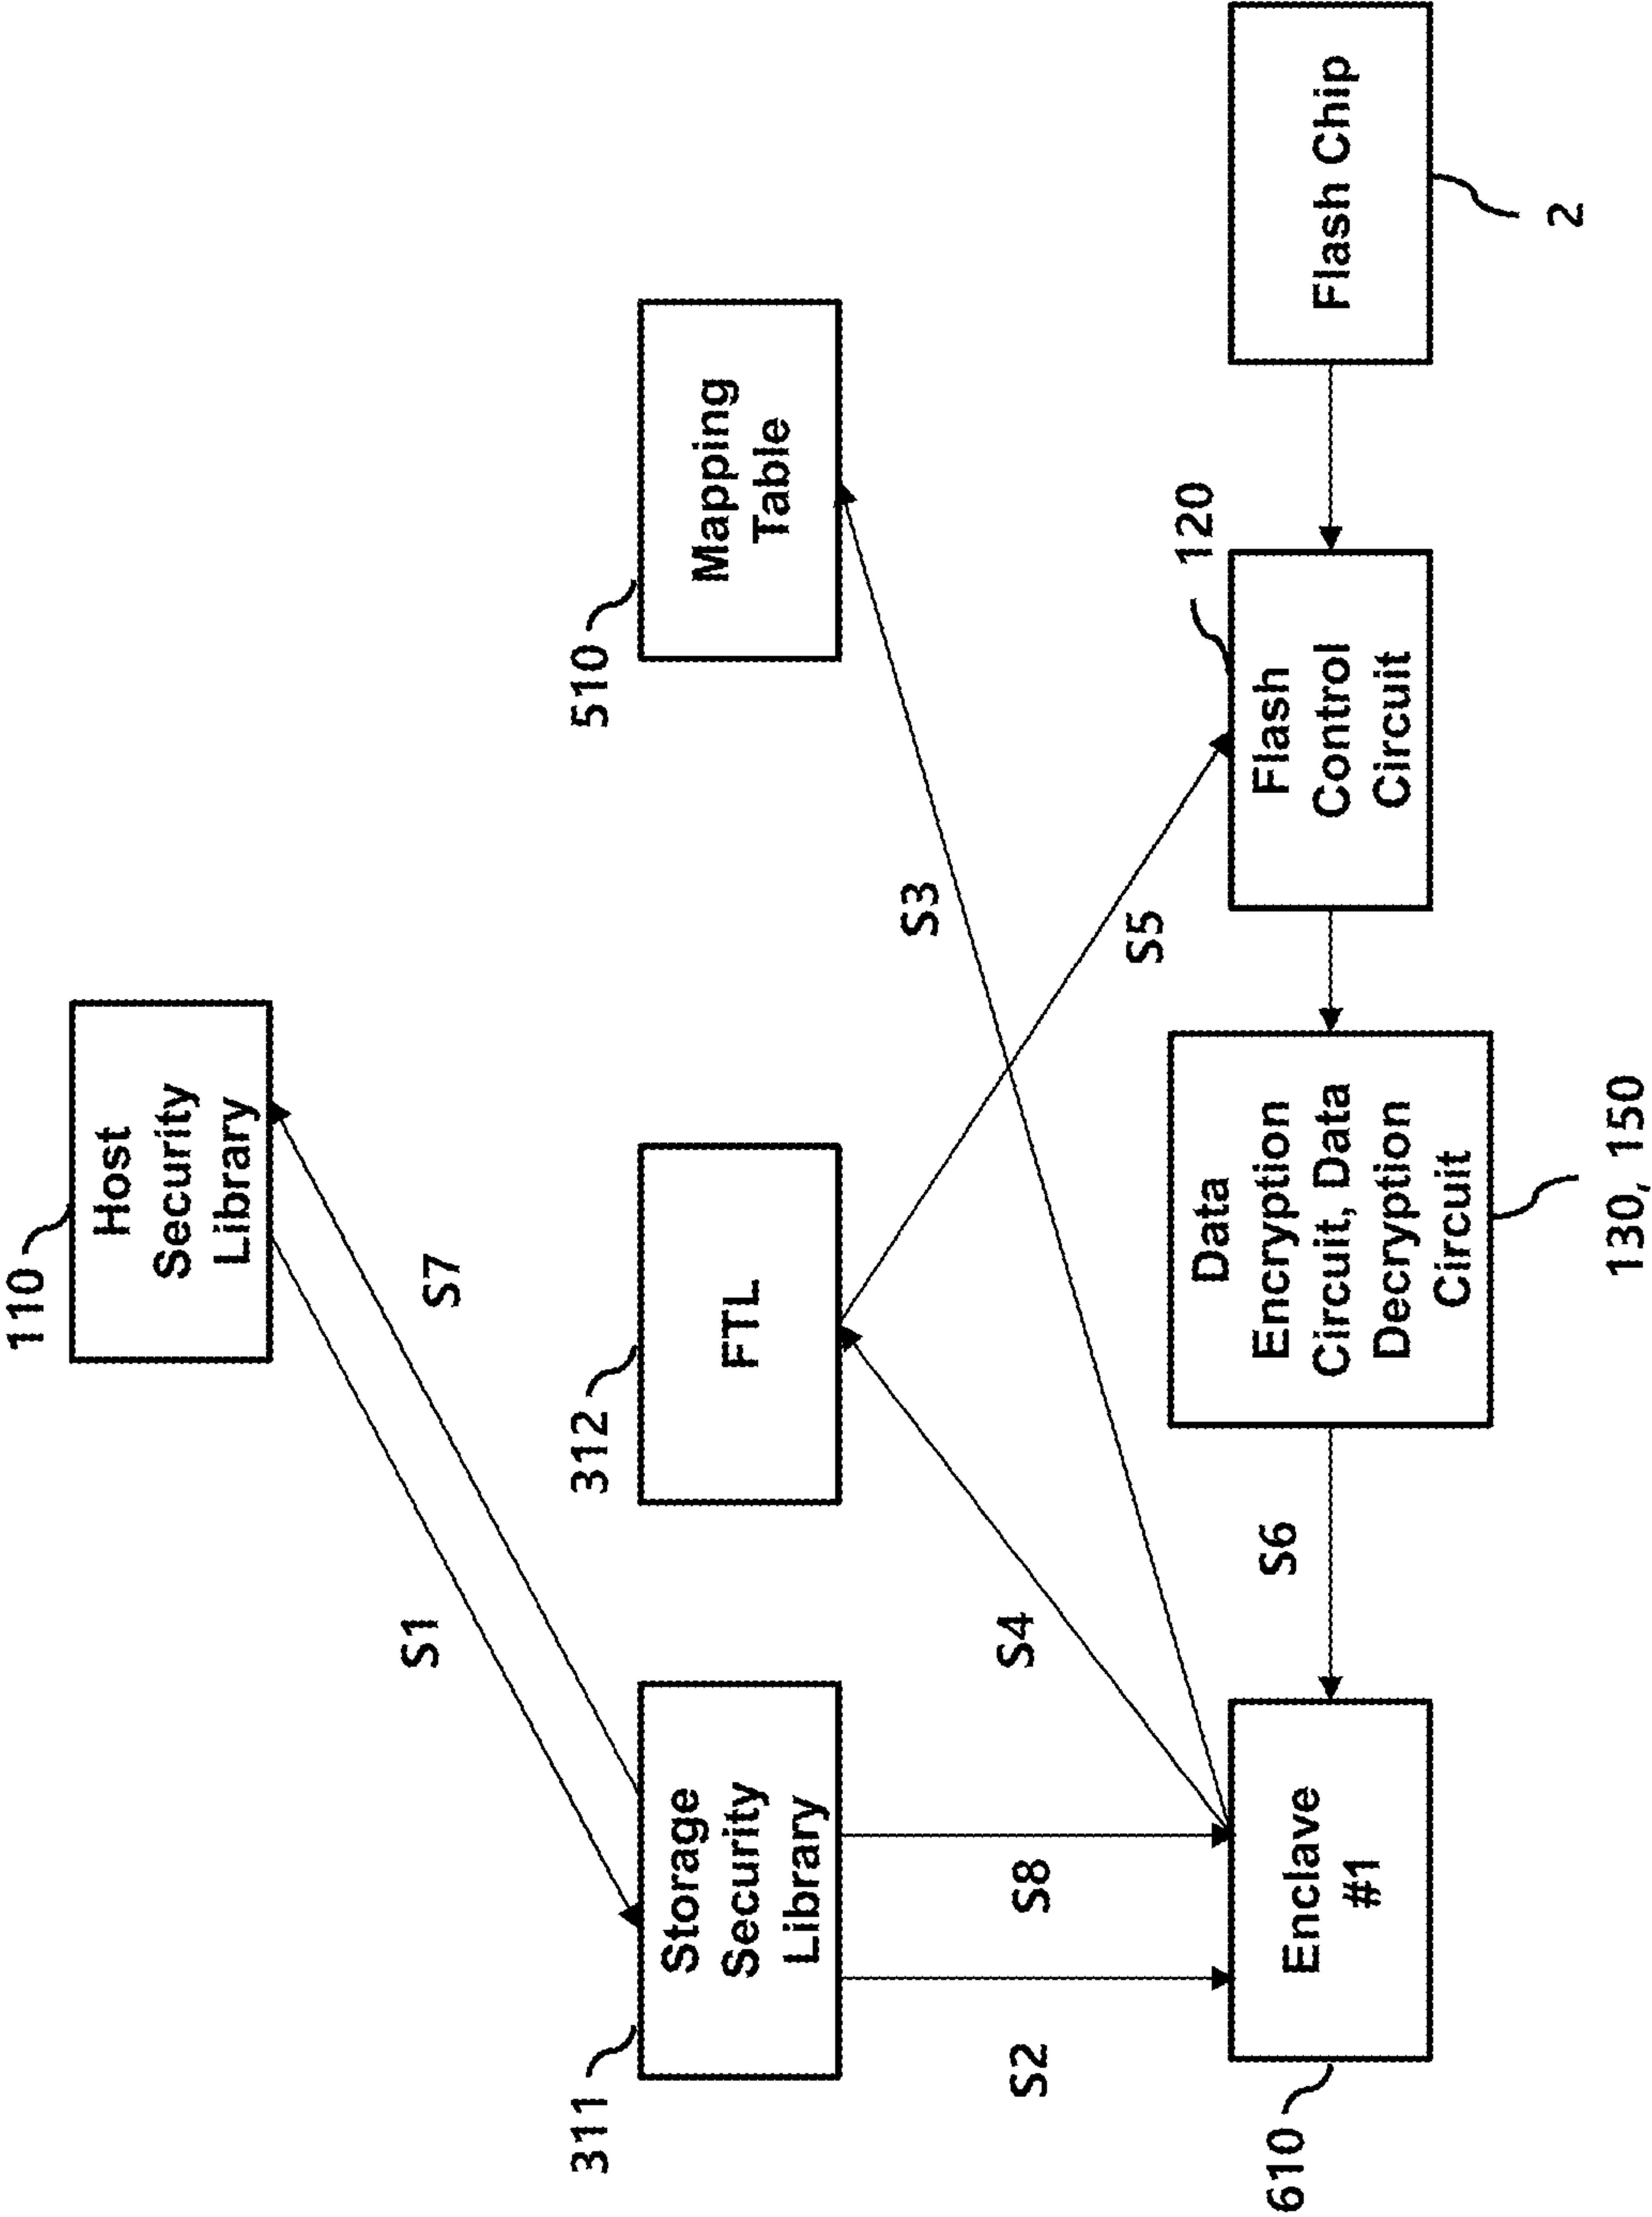 110
Host
Security
Library
S1
S7
311
Storage
Security
Library
312
FTL
510
Mapping
Table
S2
S8
S4
S3
S5
610
Enclave
#1
S6
Data
Encryption
Circuit, Data
Decryption
Circuit
130, 150
120
Flash
Control
Circuit
Flash Chip
2